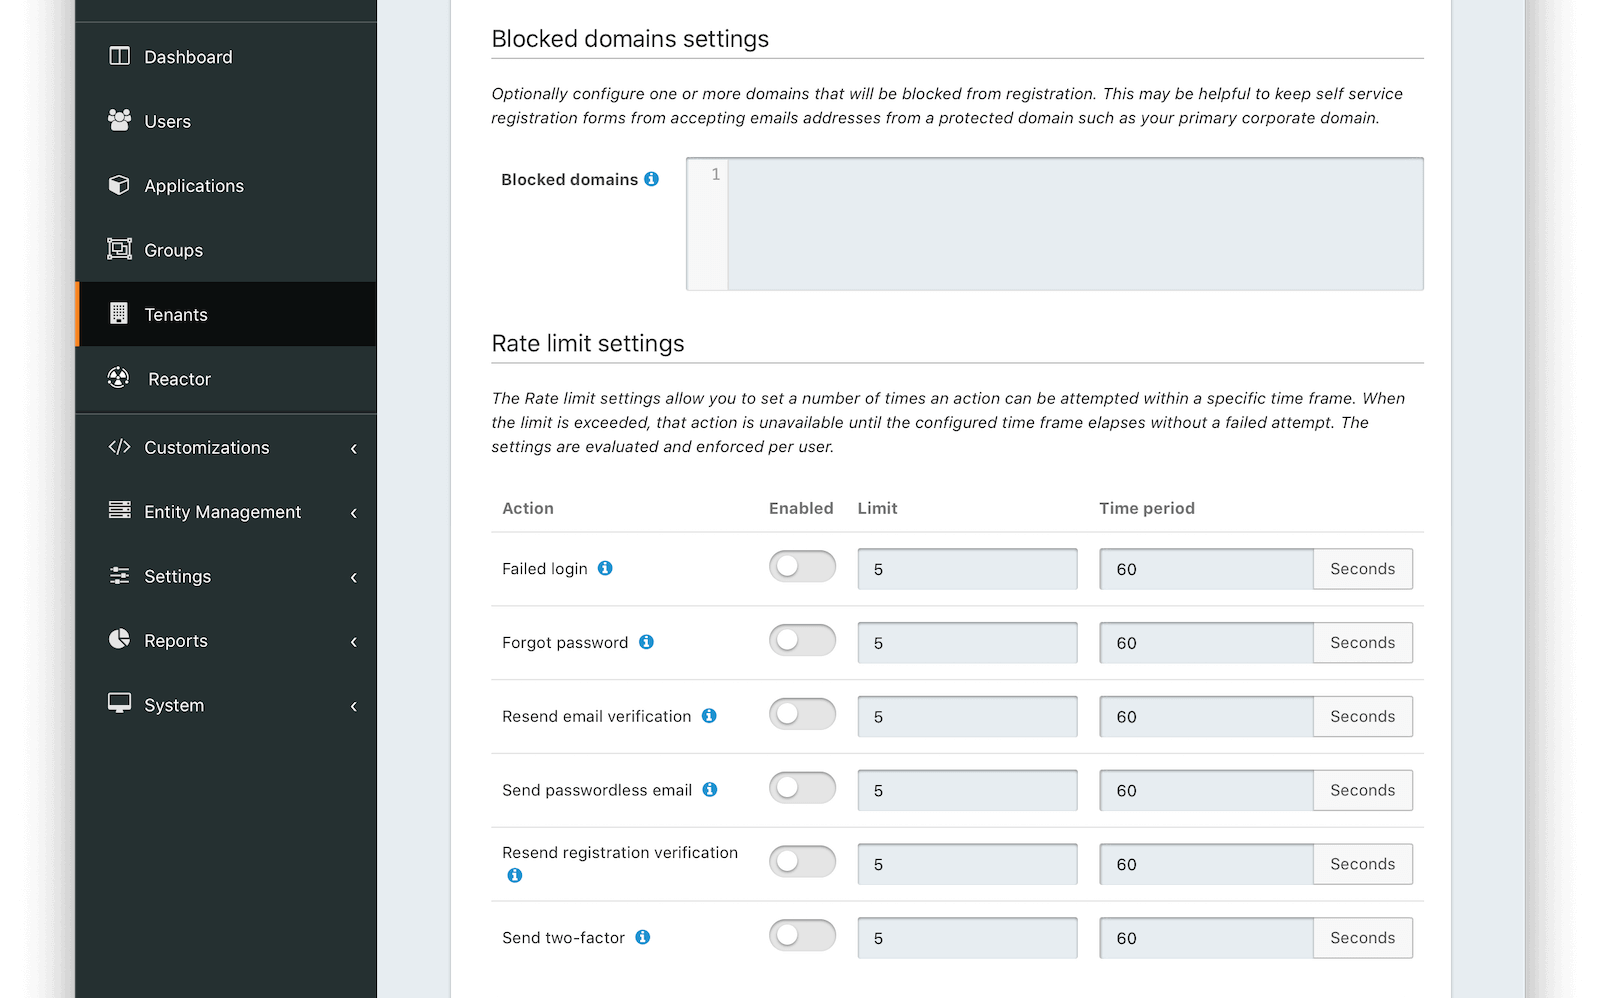 Dashboard
Users
Applications
Groups
Tenants
Reactor
Customizations
Entity Management
Settings
Reports
System
Blocked domains settings
Optionally configure one or more domains that will be blocked from registration. This may be helpful to keep self service
registration forms from accepting emails addresses from a protected domain such as your primary corporate domain.
Blocked domains
1
Rate limit settings
The Rate limit settings allow you to set a number of times an action can be attempted within a specific time frame. When
the limit is exceeded, that action is unavailable until the configured time frame elapses without a failed attempt. The
settings are evaluated and enforced per user.
Action Enabled Limit Time period
Failed login 5 60 Seconds
Forgot password 5 60 Seconds
Resend email verification 5 60 Seconds
Send passwordless email 5 60 Seconds
Resend registration verification 5 60 Seconds
Send two-factor 5 60 Seconds